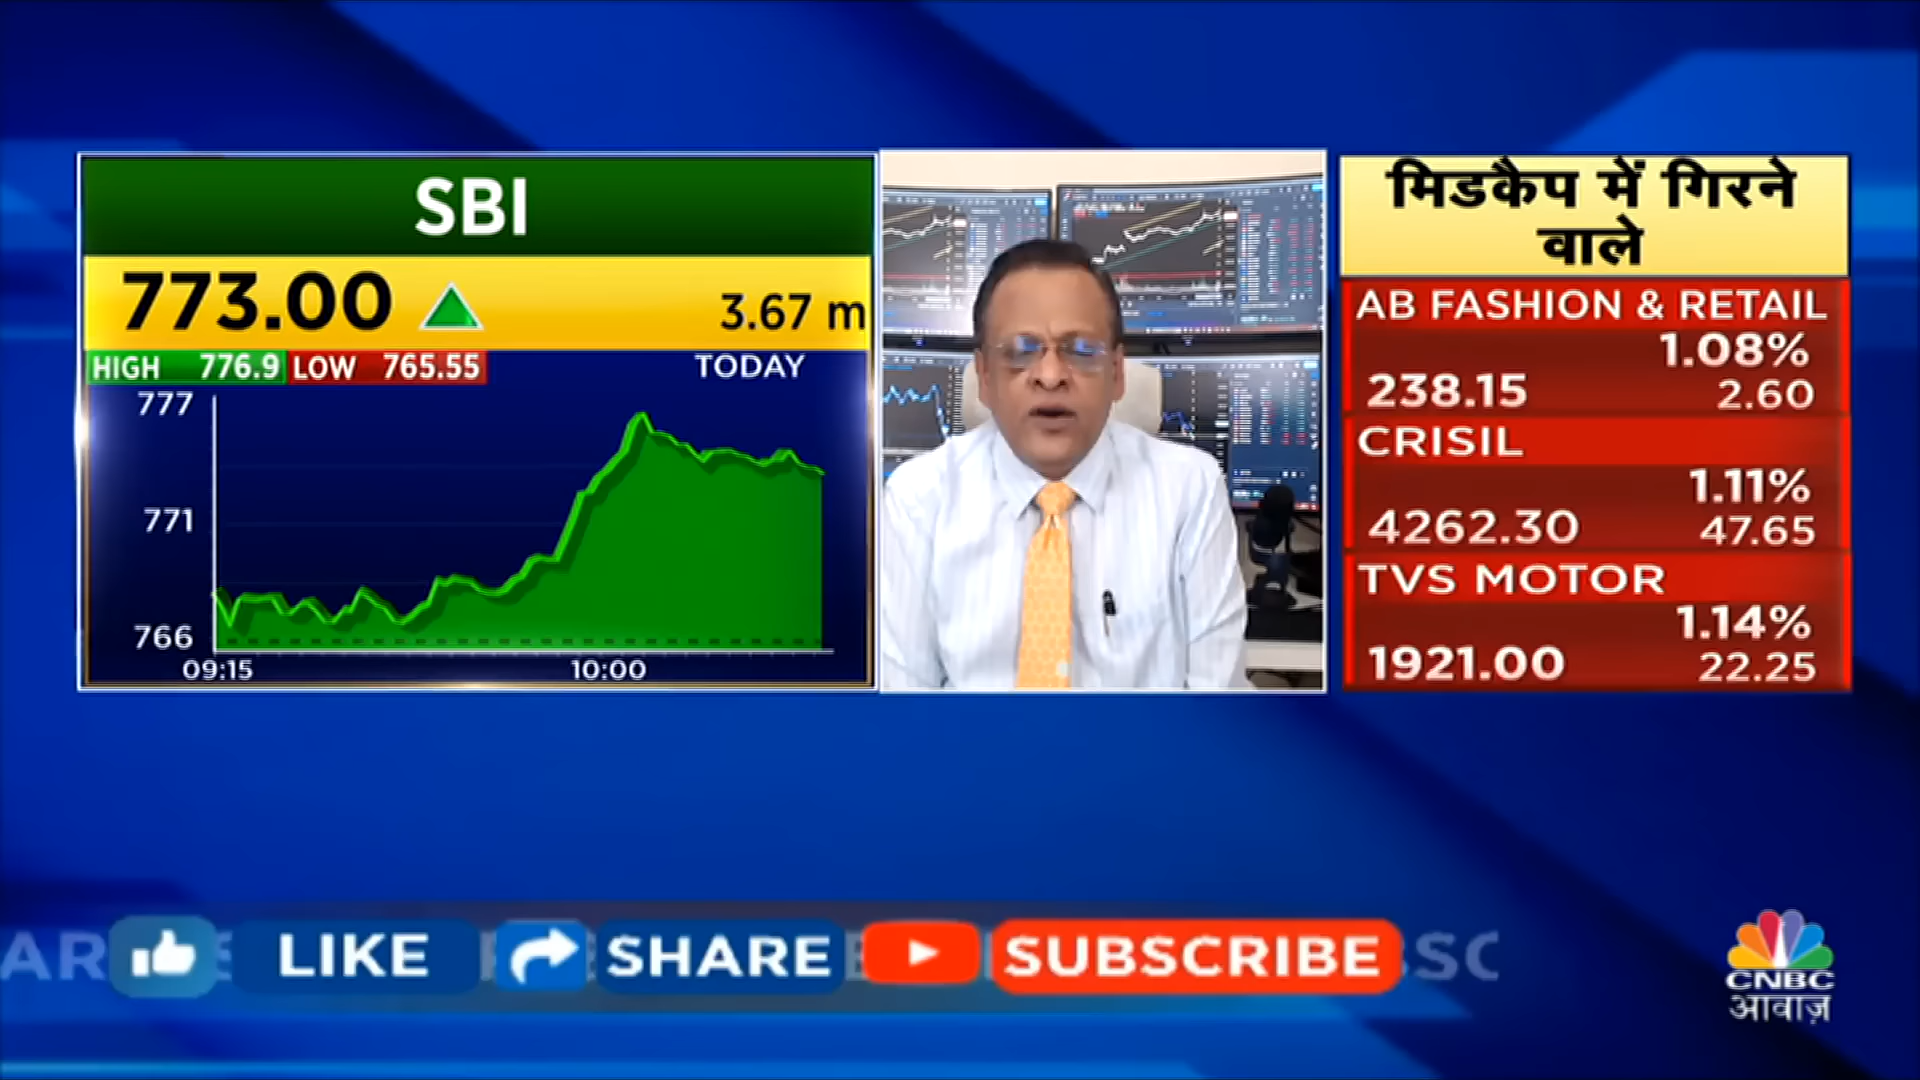 SBI
773.00
3.67 m
HIGH 776.9 LOW 765.55
TODAY
777
771
766
09:15
10:00
मिडकैप में गिरने
वाले
AB FASHION & RETAIL
1.08%
238.15
2.60
CRISIL
1.11%
4262.30
47.65
TVS MOTOR
1.14%
1921.00
22.25
LIKE
SHARE
SUBSCRIBE
CNBC
आवाज़